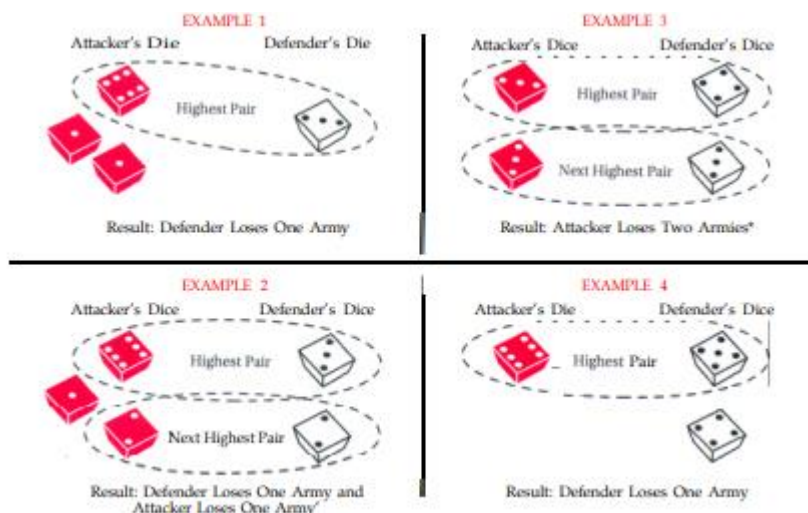 EXAMPLE 1
Attacker's Die Defender's Die
Highest Pair
Result: Defender Loses One Army
EXAMPLE 3
Attacker's Dice Defender's Dice
Highest Pair
Next Highest Pair
Result: Attacker Loses Two Armies*
EXAMPLE 2
Attacker's Dice Defender's Dice
Highest Pair
Next Highest Pair
Result: Defender Loses One Army and
Attacker Loses One Army'
EXAMPLE 4
Attacker's Die Defender's Dice
Highest Pair
Result: Defender Loses One Army